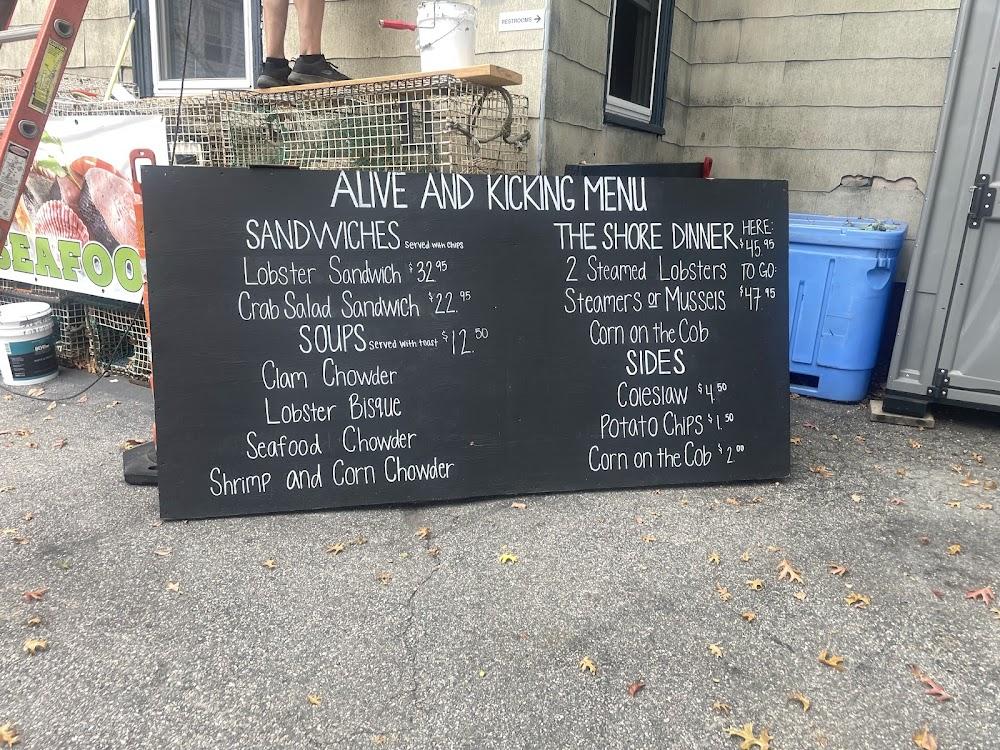 RESTROOMS →
SEAFOO
ALIVE AND KICKING MENU
SANDWICHES Served with chips
Lobster Sandwich $32.95
Crab Salad Sandwich $22.95
SOUPS Served with toast $12.50
Clam Chowder
Lobster Bisque
Seafood Chowder
Shrimp and Corn Chowder
THE SHORE DINNER HERE: $45.95
2 Steamed Lobsters TO GO:
Steamers or Mussels $47.95
Corn on the Cob
SIDES
Coleslaw $4.50
Potato Chips $1.50
Corn on the Cob $2.00